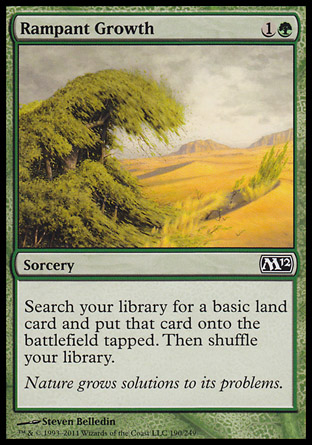 Rampant Growth 1
Sorcery M12
Search your library for a basic land
card and put that card onto the
battlefield tapped. Then shuffle
your library.
Nature grows solutions to its problems.
Steven Belledin
™ & © 1993–2011 Wizards of the Coast LLC 190/249